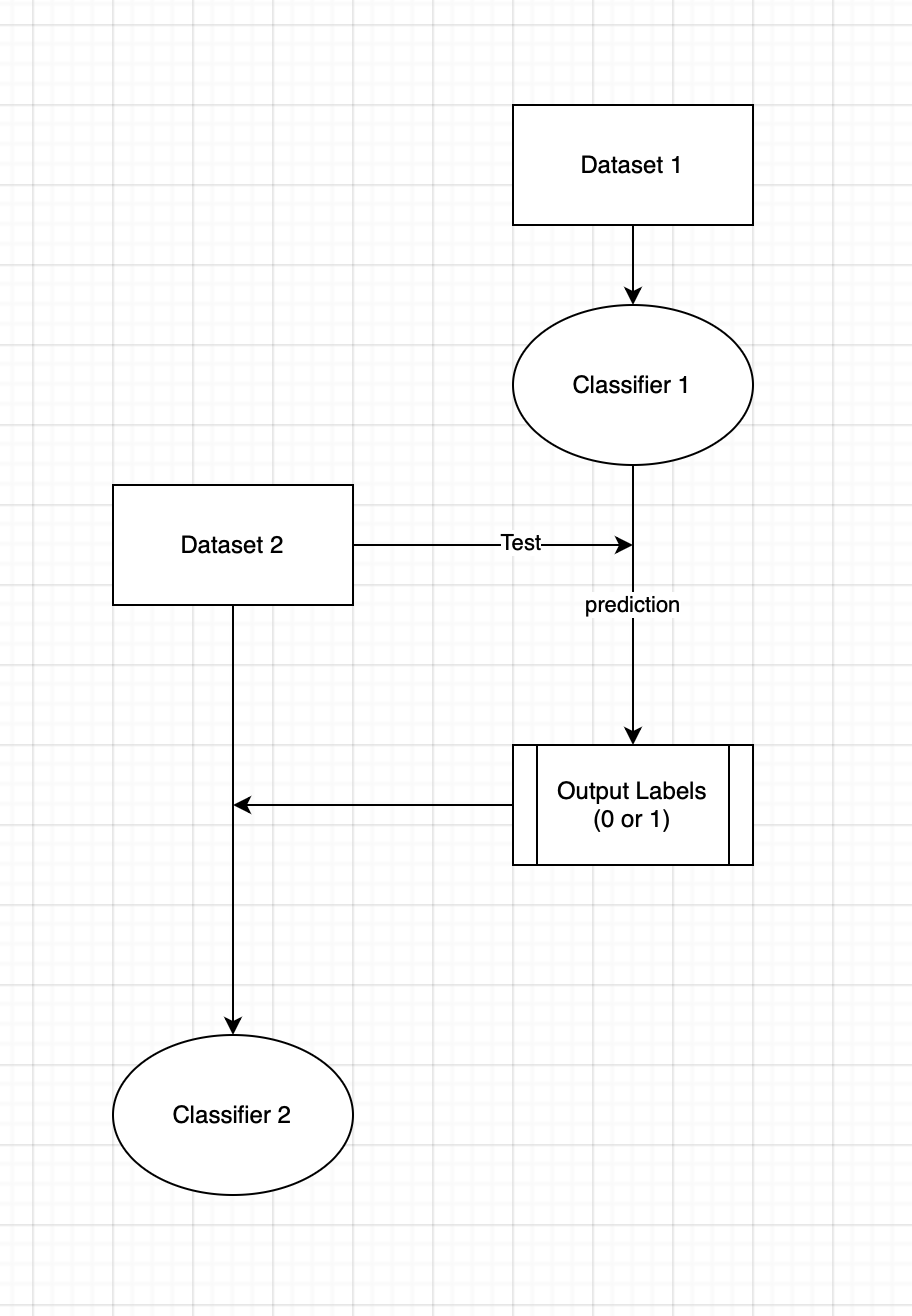 Dataset 1
Classifier 1
Dataset 2
Test
prediction
Output Labels
(0 or 1)
Classifier 2